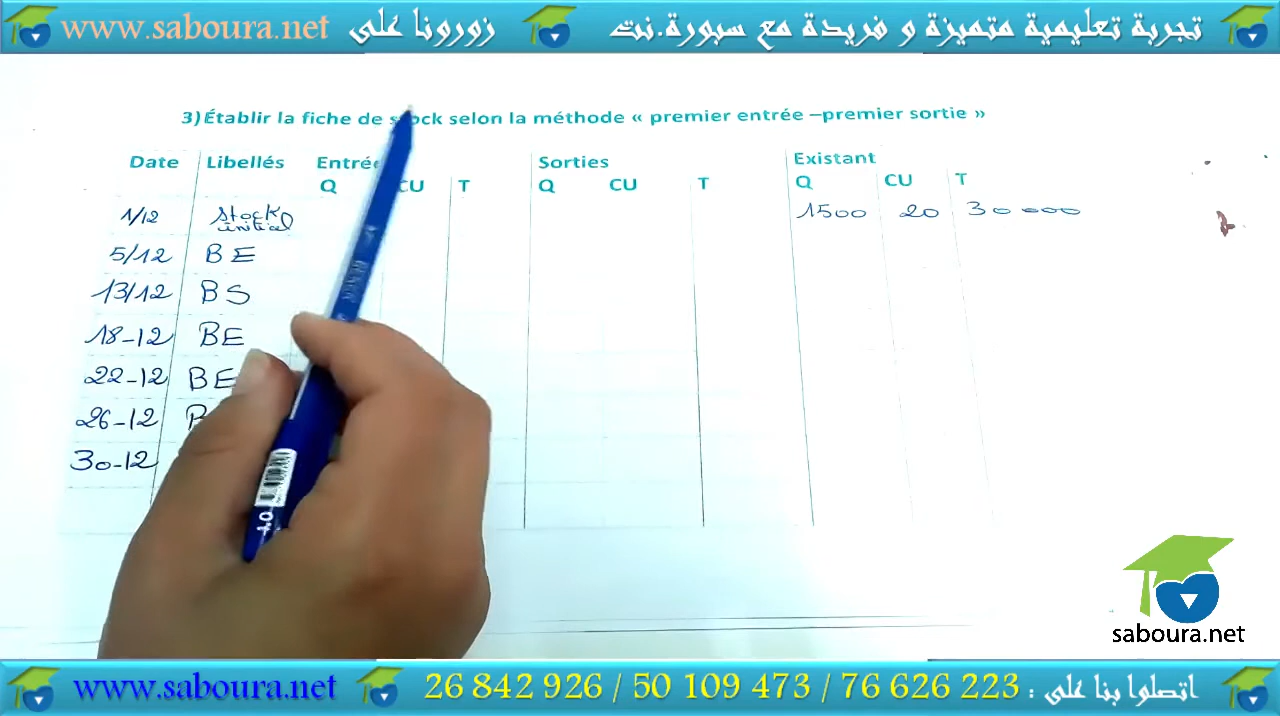 www.saboura.net زورونا على تجربة تعليمية متميزة و فريدة مع سبورة.نت
3) Établir la fiche de stock selon la méthode « premier entrée –premier sortie »
Date Libellés Entrée Sorties Existant
Q CU T Q CU T Q CU T
1/12 stock initial 1500 20 30 000
5/12 BE
13/12 BS
18-12 BE
22-12 BE
26-12
30-12
saboura.net
www.saboura.net 26 842 926 / 50 109 473 / 76 626 223 : اتصلوا بنا على